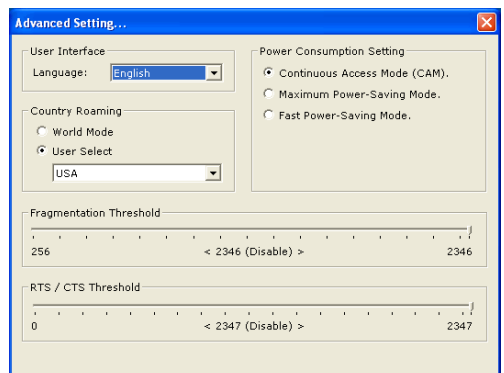 Advanced Setting...
User Interface
Language: English
Country Roaming
World Mode
User Select
USA
Power Consumption Setting
Continuous Access Mode (CAM).
Maximum Power-Saving Mode.
Fast Power-Saving Mode.
Fragmentation Threshold
256 < 2346 (Disable) > 2346
RTS / CTS Threshold
0 < 2347 (Disable) > 2347